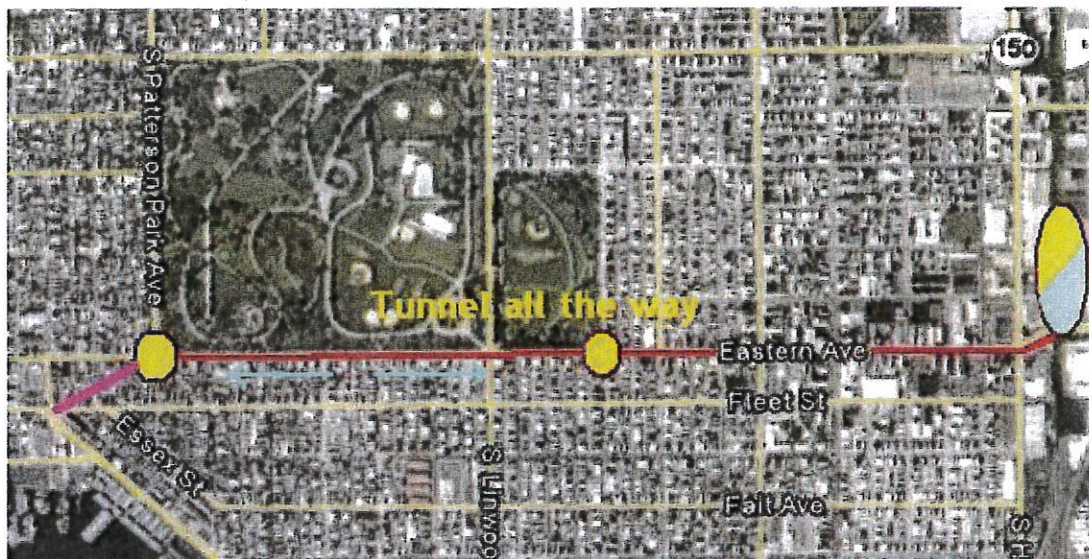 150
S Patterson Park Ave
Tunnel all the way
Eastern Ave
Fleet St
Essex St
S Linwoo
Fait Ave
S H